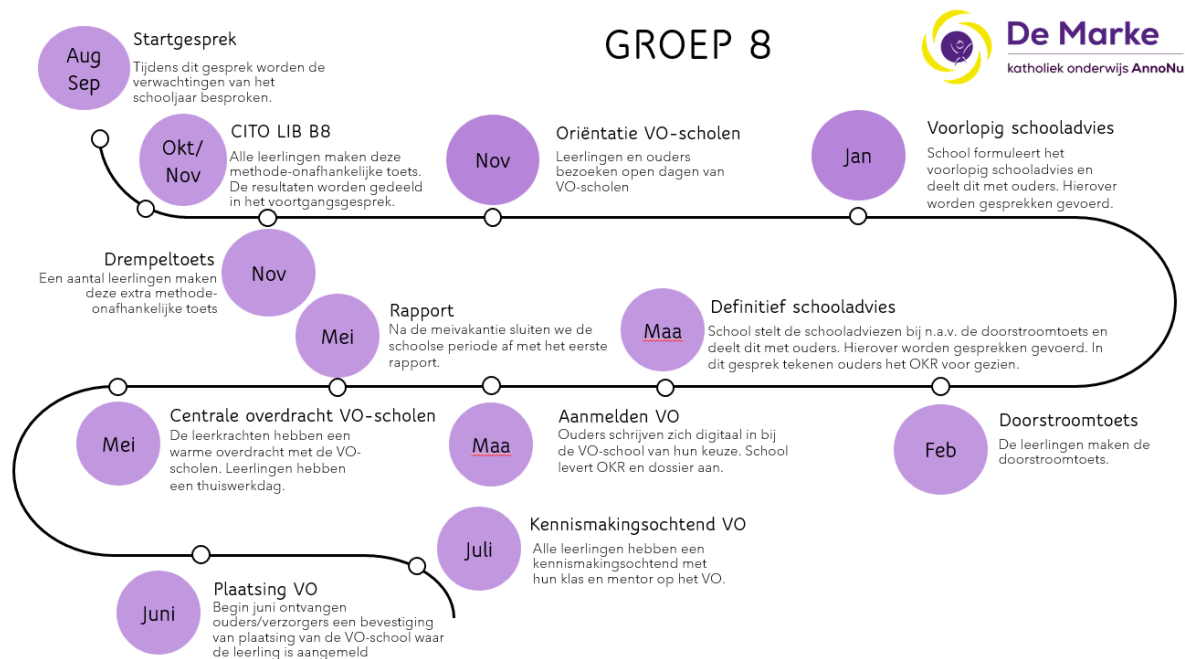 GROEP 8
De Marke
katholiek onderwijs AnnoNu
Aug
Sep
Startgesprek
Tijdens dit gesprek worden de
verwachtingen van het
schooljaar besproken.
Okt/
Nov
CITO LIB B8
Alle leerlingen maken deze
methode-onafhankelijke toets.
De resultaten worden gedeeld
in het voortgangsgesprek.
Nov
Oriëntatie VO-scholen
Leerlingen en ouders
bezoeken open dagen van
VO-scholen
Jan
Voorlopig schooladvies
School formuleert het
voorlopig schooladvies en
deelt dit met ouders. Hierover
worden gesprekken gevoerd.
Drempeltoets
Een aantal leerlingen maken
deze extra methode-
onafhankelijke toets
Nov
Mei
Rapport
Na de meivakantie sluiten we de
schoolse periode af met het eerste
rapport.
Maa
Definitief schooladvies
School stelt de schooladviezen bij n.a.v. de doorstroomtoets en
deelt dit met ouders. Hierover worden gesprekken gevoerd. In
dit gesprek tekenen ouders het OKR voor gezien.
Mei
Centrale overdracht VO-scholen
De leerkrachten hebben een
warme overdracht met de VO-
scholen. Leerlingen hebben
een thuiswerkdag.
Maa
Aanmelden VO
Ouders schrijven zich digitaal in bij
de VO-school van hun keuze. School
levert OKR en dossier aan.
Feb
Doorstroomtoets
De leerlingen maken de
doorstroomtoets.
Juli
Kennismakingsochtend VO
Alle leerlingen hebben een
kennismakingsochtend met
hun klas en mentor op het VO.
Juni
Plaatsing VO
Begin juni ontvangen
ouders/verzorgers een bevestiging
van plaatsing van de VO-school waar
de leerling is aangemeld